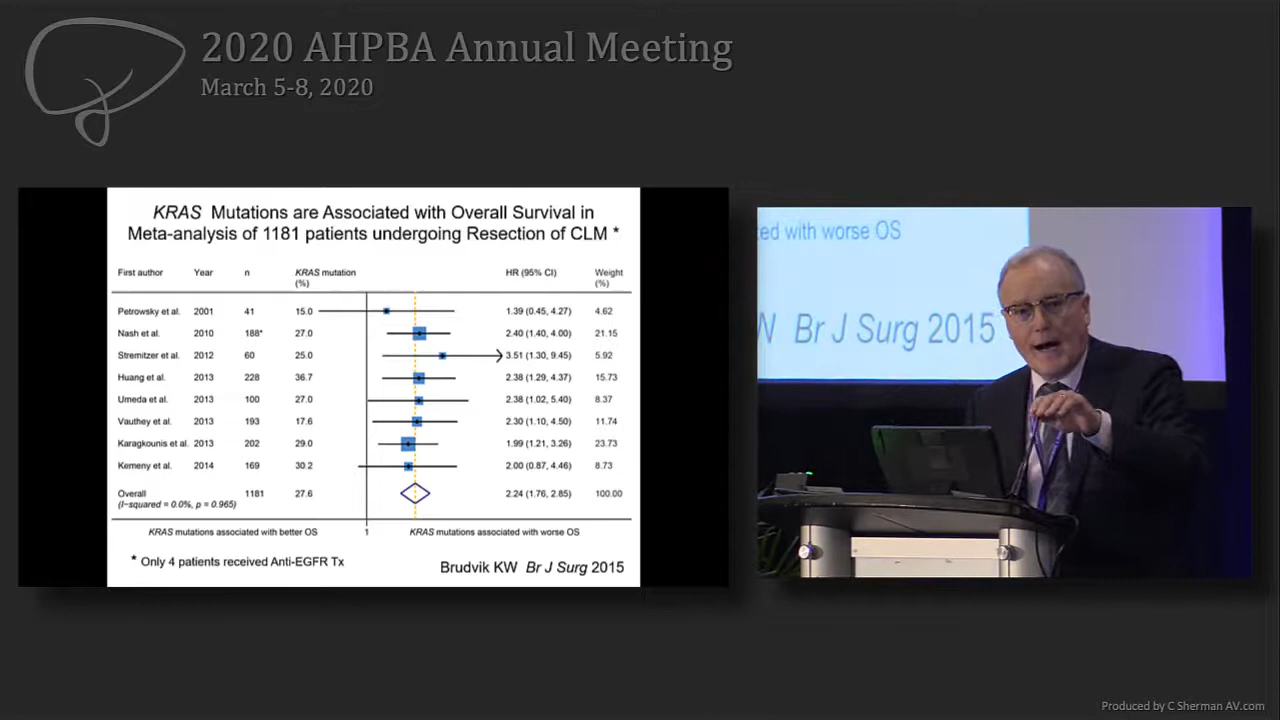 2020 AHPBA Annual Meeting
March 5-8, 2020
KRAS Mutations are Associated with Overall Survival in
Meta-analysis of 1181 patients undergoing Resection of CLM *
First author Year n KRAS mutation (%) HR (95% CI) Weight (%)
Petrowsky et al. 2001 41 15.0 1.39 (0.45, 4.27) 4.62
Nash et al. 2010 188* 27.0 2.40 (1.40, 4.00) 21.15
Stremitzer et al. 2012 60 25.0 3.51 (1.30, 9.45) 5.92
Huang et al. 2013 228 36.7 2.38 (1.29, 4.37) 15.73
Umeda et al. 2013 100 27.0 2.38 (1.02, 5.40) 8.37
Vauthey et al. 2013 193 17.6 2.30 (1.10, 4.50) 11.74
Karagkounis et al. 2013 202 29.0 1.99 (1.21, 3.26) 23.73
Kemeny et al. 2014 169 30.2 2.00 (0.87, 4.46) 8.73
Overall 1181 27.6 2.24 (1.76, 2.85) 100.00
(I-squared = 0.0%, p = 0.965)
KRAS mutations associated with better OS 1 KRAS mutations associated with worse OS
* Only 4 patients received Anti-EGFR Tx
Brudvik KW Br J Surg 2015
ed with worse OS
W Br J Surg 2015
Produced by C Sherman AV.com